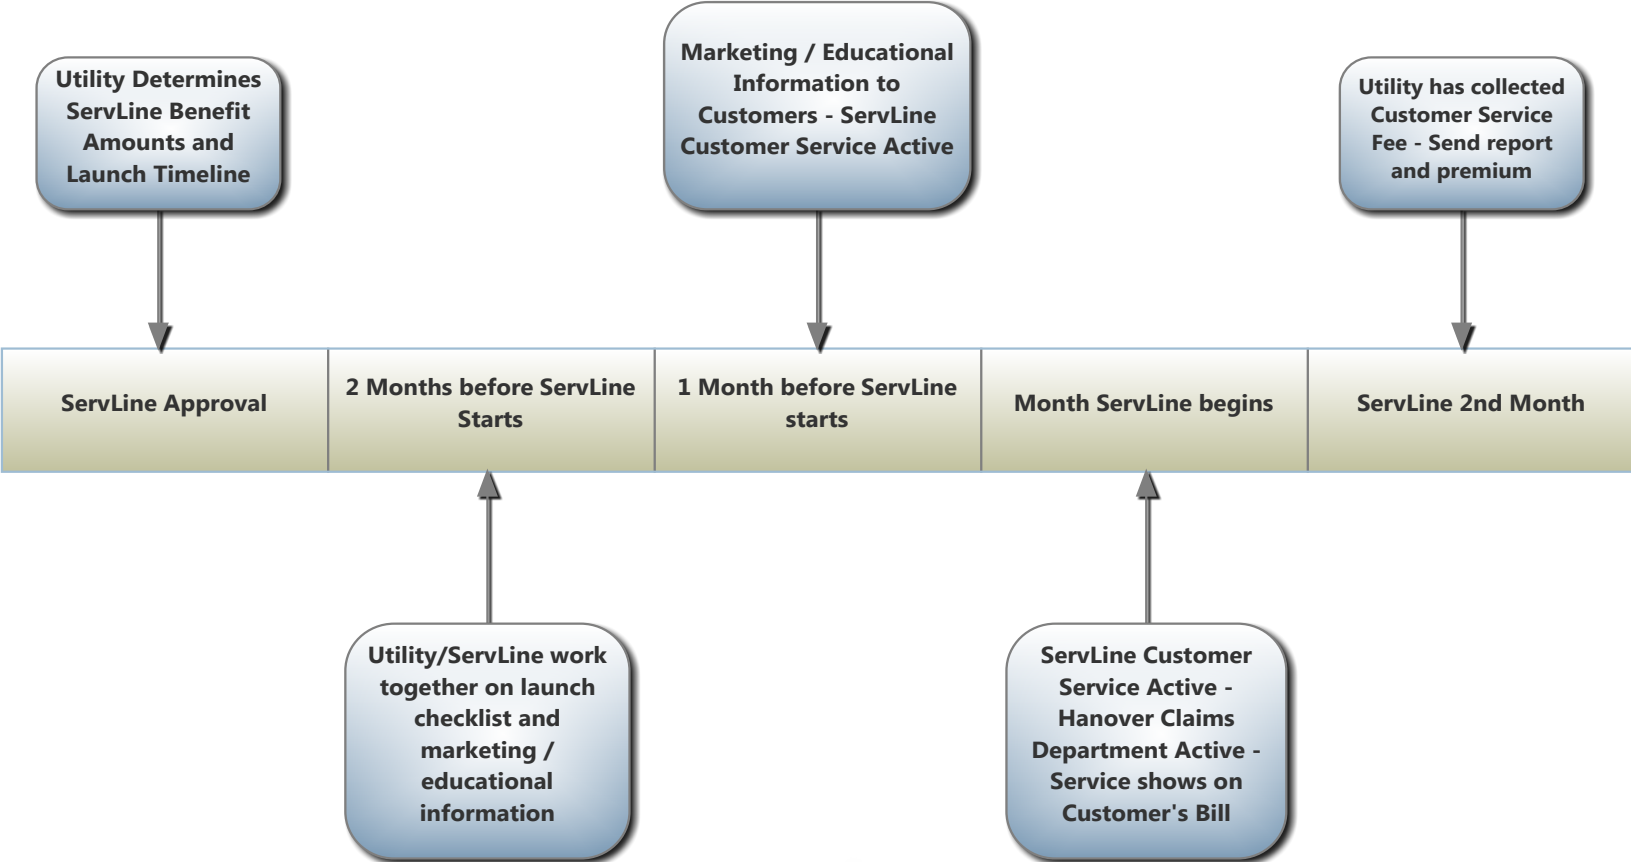 Utility Determines
ServLine Benefit
Amounts and
Launch Timeline
Marketing / Educational
Information to
Customers - ServLine
Customer Service Active
Utility has collected
Customer Service
Fee - Send report
and premium
ServLine Approval
2 Months before ServLine
Starts
1 Month before ServLine
starts
Month ServLine begins
ServLine 2nd Month
Utility/ServLine work
together on launch
checklist and
marketing /
educational
information
ServLine Customer
Service Active -
Hanover Claims
Department Active -
Service shows on
Customer's Bill